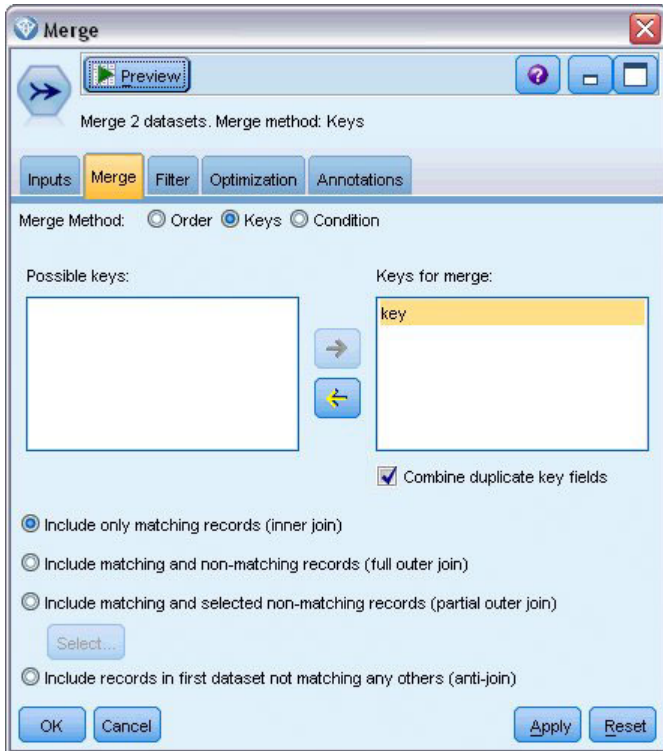 Merge
Preview
Merge 2 datasets. Merge method: Keys
Inputs Merge Filter Optimization Annotations
Merge Method: Order Keys Condition
Possible keys: Keys for merge:
key
Combine duplicate key fields
Include only matching records (inner join)
Include matching and non-matching records (full outer join)
Include matching and selected non-matching records (partial outer join)
Select...
Include records in first dataset not matching any others (anti-join)
OK Cancel Apply Reset